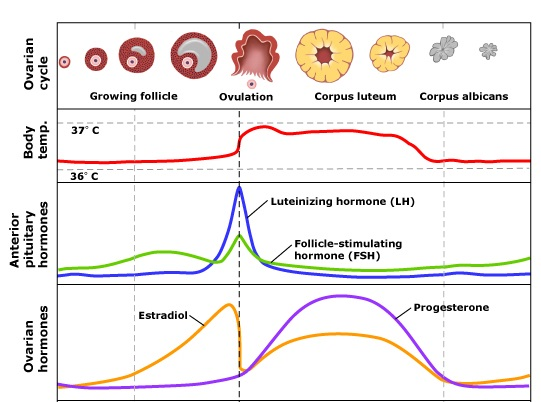 Ovarian
cycle
Growing follicle
Ovulation
Corpus luteum
Corpus albicans
Body
temp.
37° C
36° C
Anterior
pituitary
hormones
Luteinizing hormone (LH)
Follicle-stimulating
hormone (FSH)
Ovarian
hormones
Estradiol
Progesterone